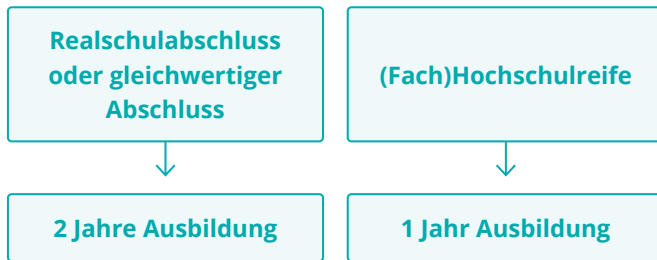 Realschulabschluss
oder gleichwertiger
Abschluss
(Fach)Hochschulreife
2 Jahre Ausbildung
1 Jahr Ausbildung